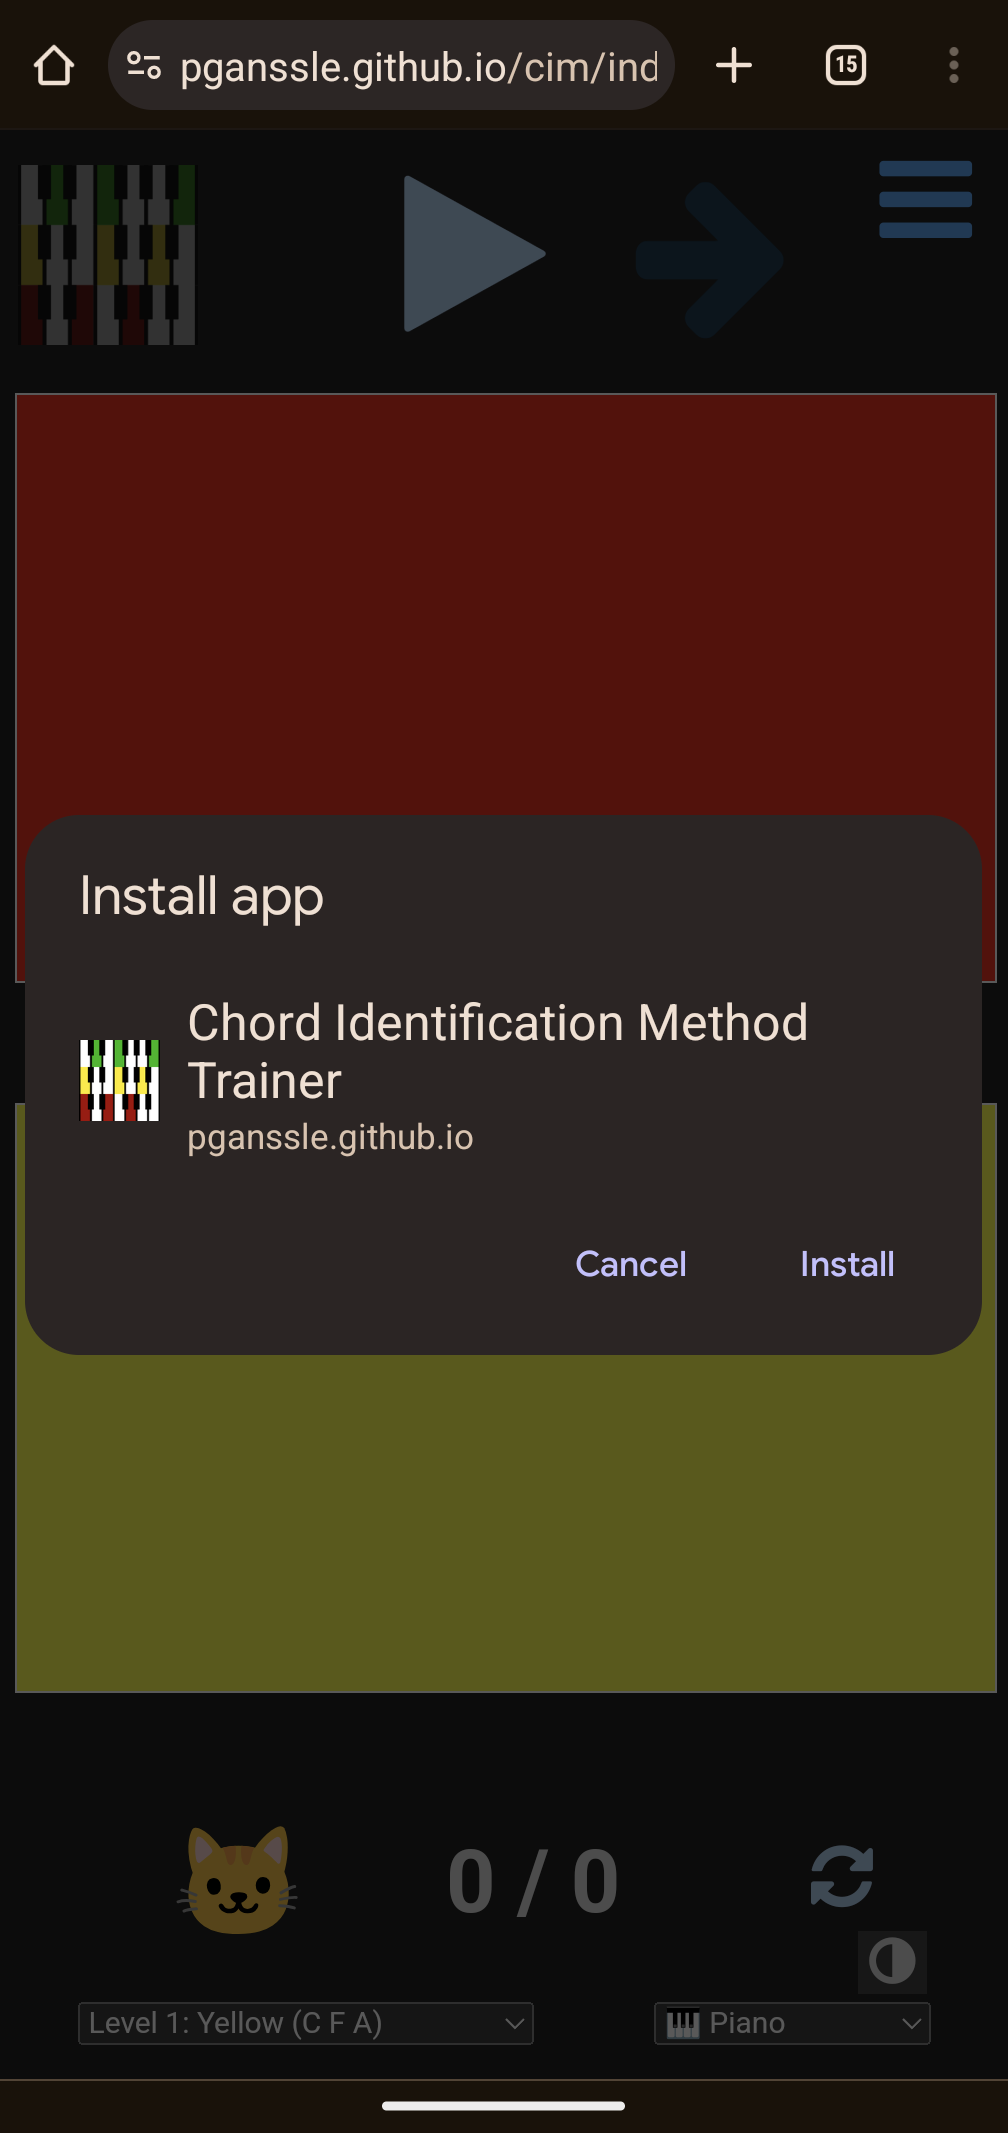 pganssle.github.io/cim/ind
15
Install app
Chord Identification Method
Trainer
pganssle.github.io
Cancel
Install
0 / 0
Level 1: Yellow (C F A)
Piano